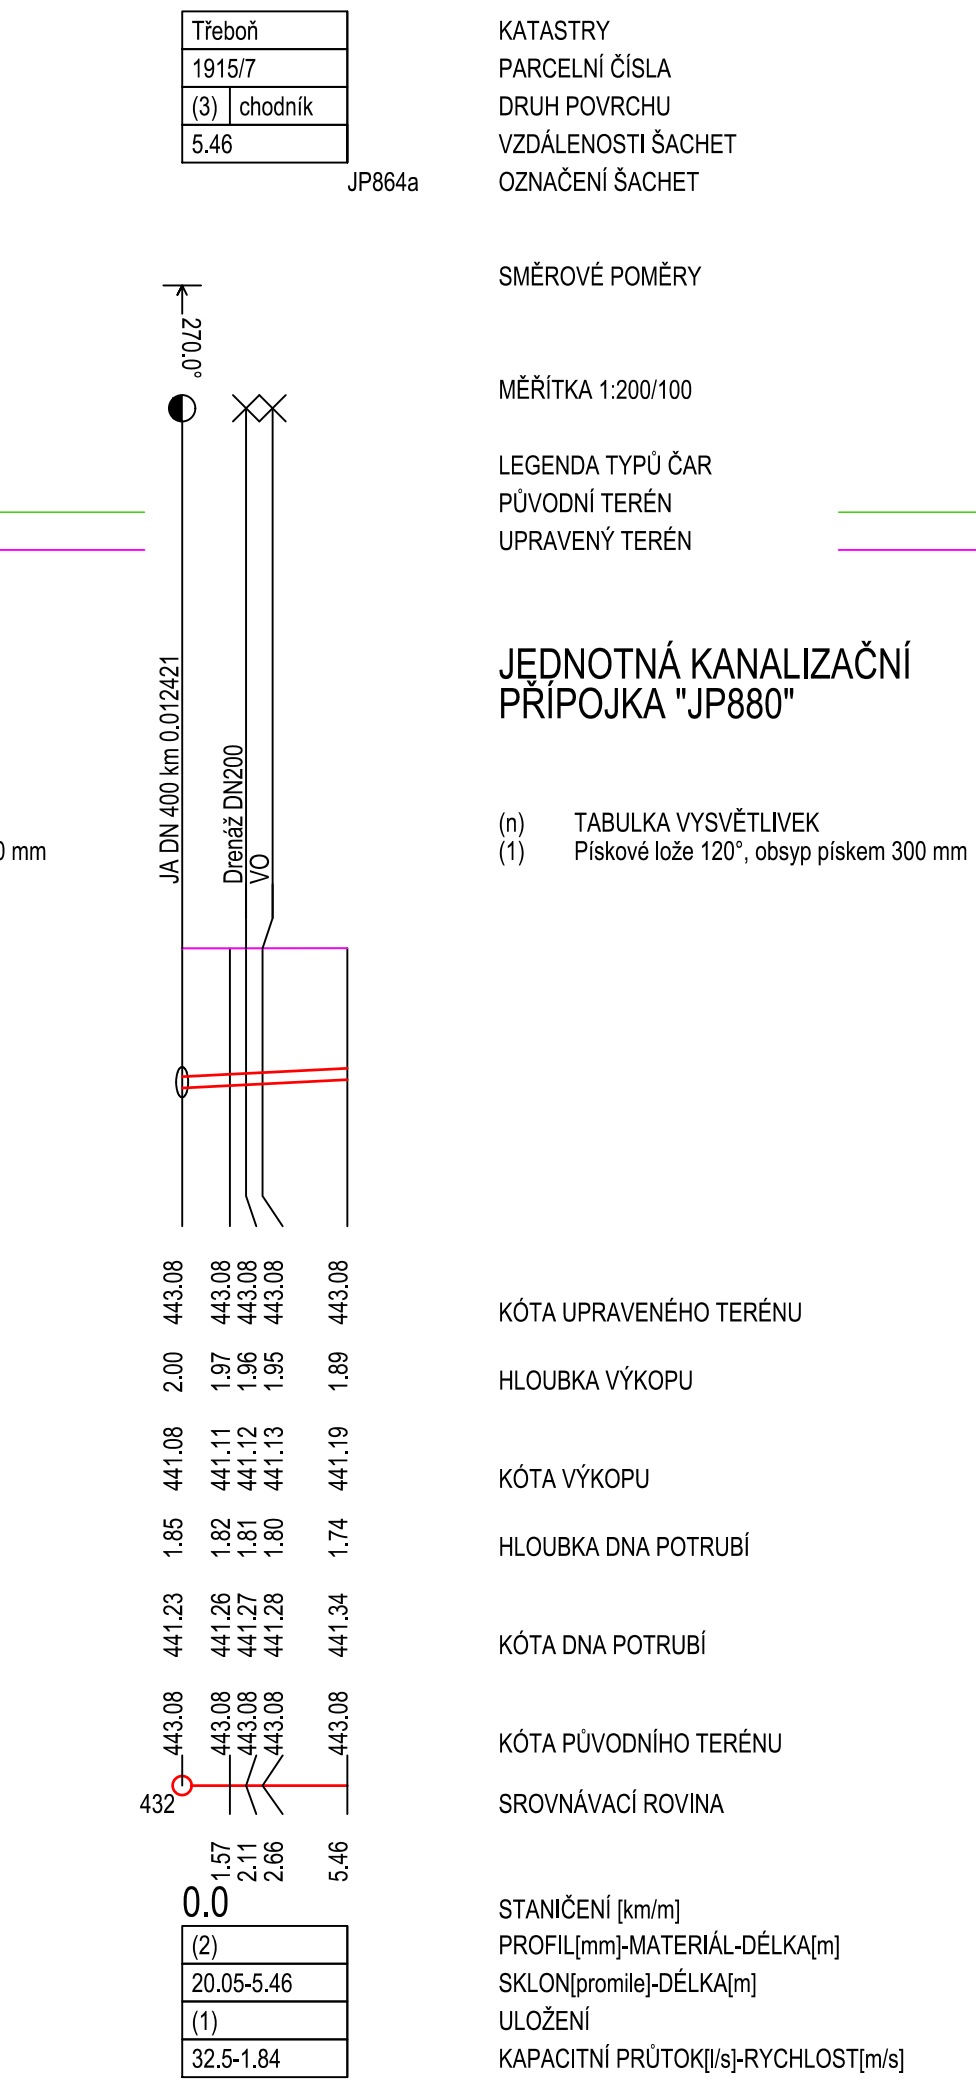 Třeboň
KATASTRY
1915/7
PARCELNÍ ČÍSLA
(3) chodník
DRUH POVRCHU
5.46
VZDÁLENOSTI ŠACHET
JP864a
OZNAČENÍ ŠACHET
SMĚROVÉ POMĚRY
270.0°
MĚŘÍTKA 1:200/100
LEGENDA TYPŮ ČAR
PŮVODNÍ TERÉN
UPRAVENÝ TERÉN
JEDNOTNÁ KANALIZAČNÍ
PŘÍPOJKA "JP880"
JA DN 400 km 0.012421
Drenáž DN200
VO
(n) TABULKA VYSVĚTLIVEK
0 mm
(1) Pískové lože 120°, obsyp pískem 300 mm
443.08 443.08 443.08 443.08 443.08
KÓTA UPRAVENÉHO TERÉNU
2.00 1.97 1.96 1.95 1.89
HLOUBKA VÝKOPU
441.08 441.11 441.12 441.13 441.19
KÓTA VÝKOPU
1.85 1.82 1.81 1.80 1.74
HLOUBKA DNA POTRUBÍ
441.23 441.26 441.27 441.28 441.34
KÓTA DNA POTRUBÍ
443.08 443.08 443.08 443.08 443.08
KÓTA PŮVODNÍHO TERÉNU
432
SROVNÁVACÍ ROVINA
1.57 2.11 2.66 5.46
0.0
STANIČENÍ [km/m]
(2)
PROFIL[mm]-MATERIÁL-DÉLKA[m]
20.05-5.46
SKLON[promile]-DÉLKA[m]
(1)
ULOŽENÍ
32.5-1.84
KAPACITNÍ PRŮTOK[l/s]-RYCHLOST[m/s]